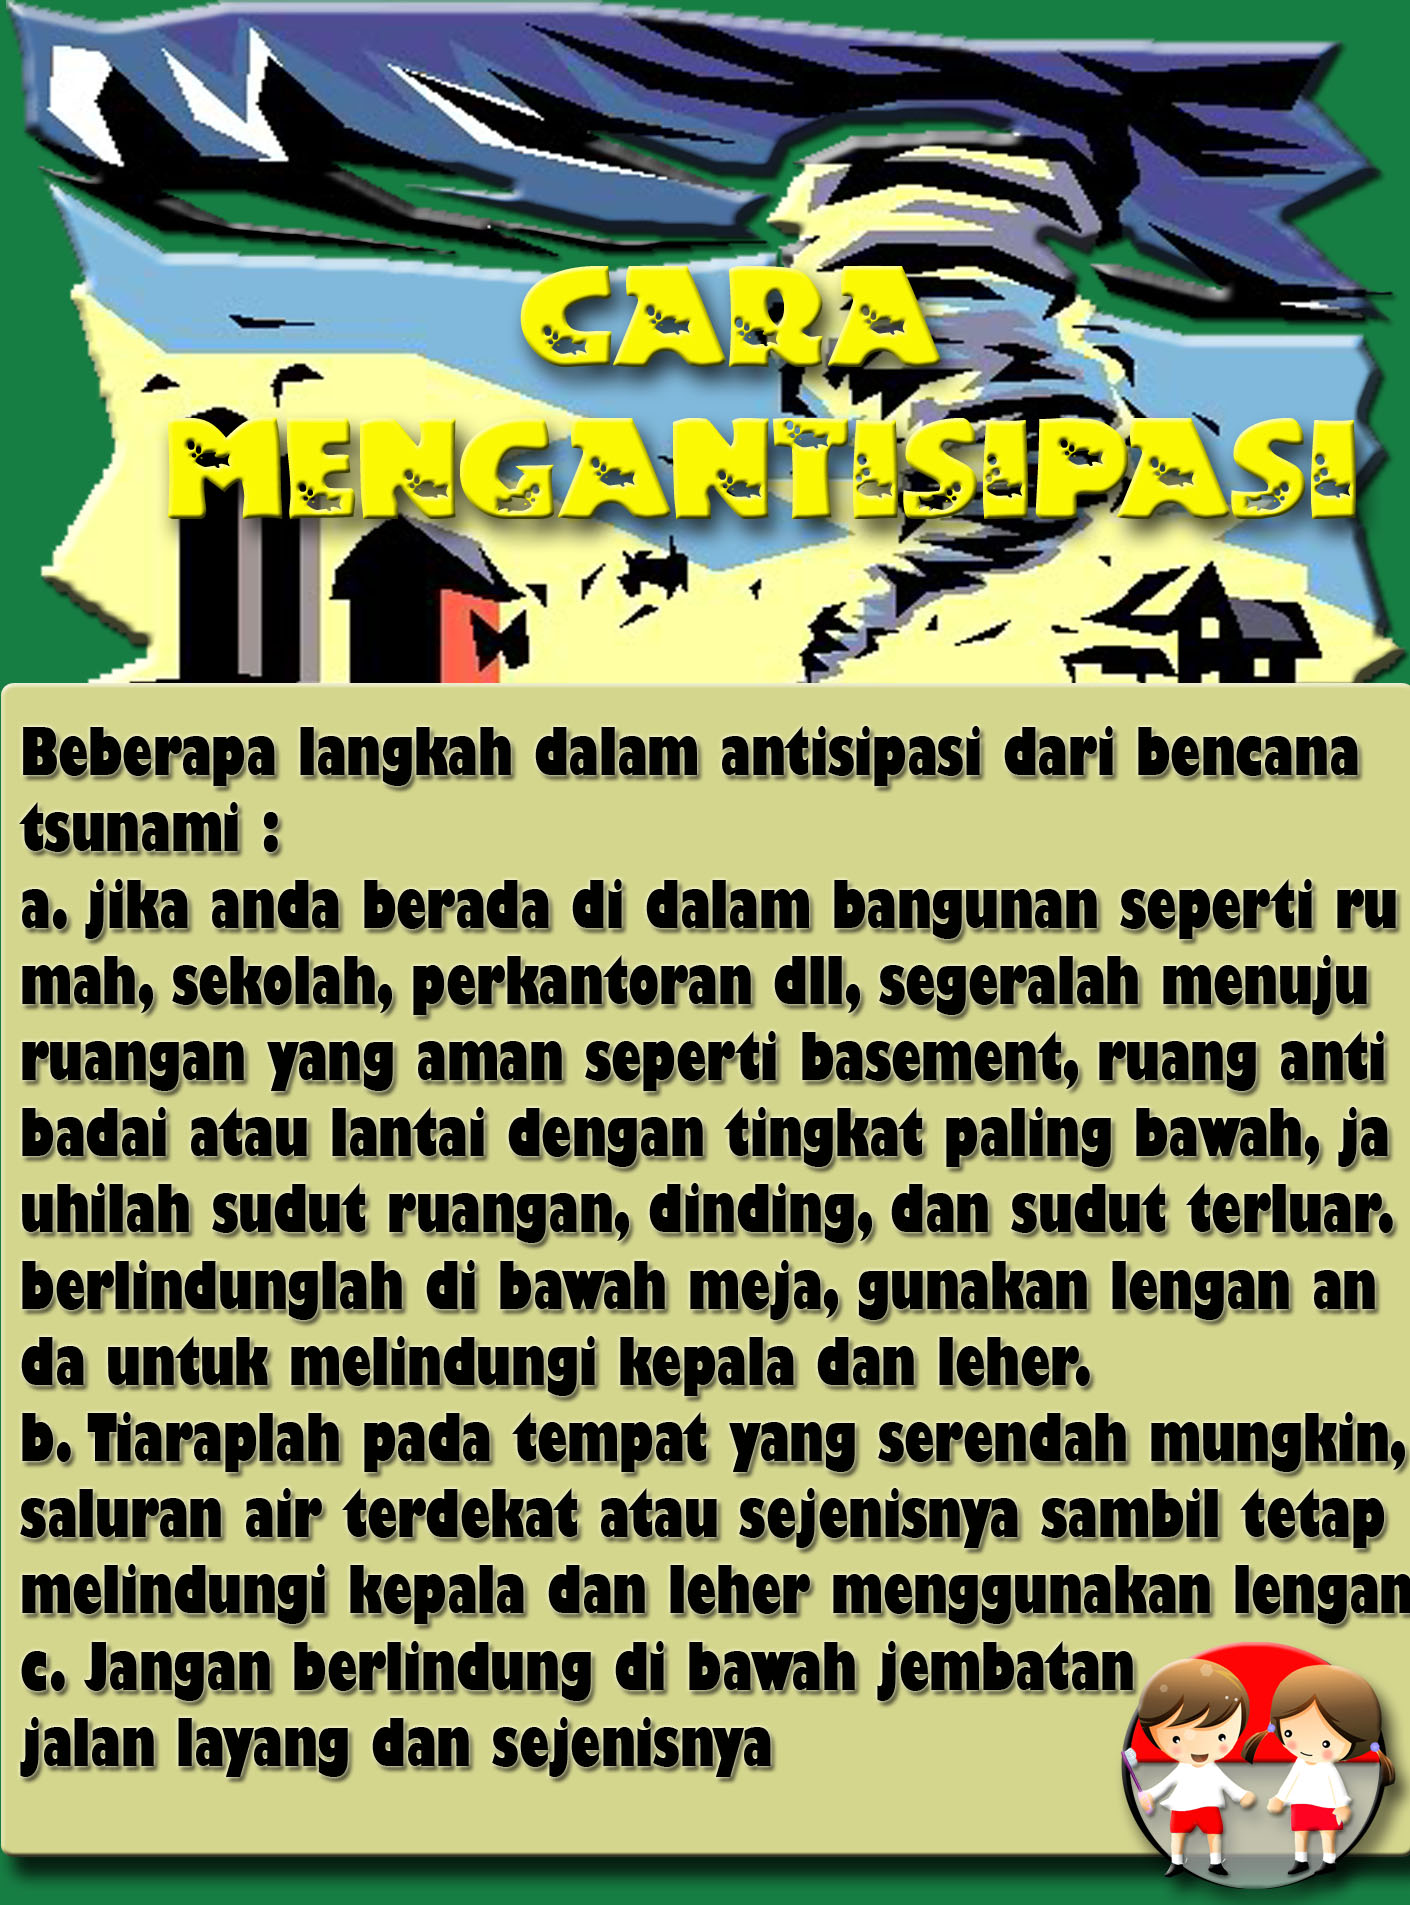 CARA
MENGANTISIPASI
Beberapa langkah dalam antisipasi dari bencana
tsunami :
a. jika anda berada di dalam bangunan seperti ru
mah, sekolah, perkantoran dll, segeralah menuju
ruangan yang aman seperti basement, ruang anti
badai atau lantai dengan tingkat paling bawah, ja
uhilah sudut ruangan, dinding, dan sudut terluar.
berlindunglah di bawah meja, gunakan lengan an
da untuk melindungi kepala dan leher.
b. Tiaraplah pada tempat yang serendah mungkin,
saluran air terdekat atau sejenisnya sambil tetap
melindungi kepala dan leher menggunakan lengan
c. Jangan berlindung di bawah jembatan
jalan layang dan sejenisnya